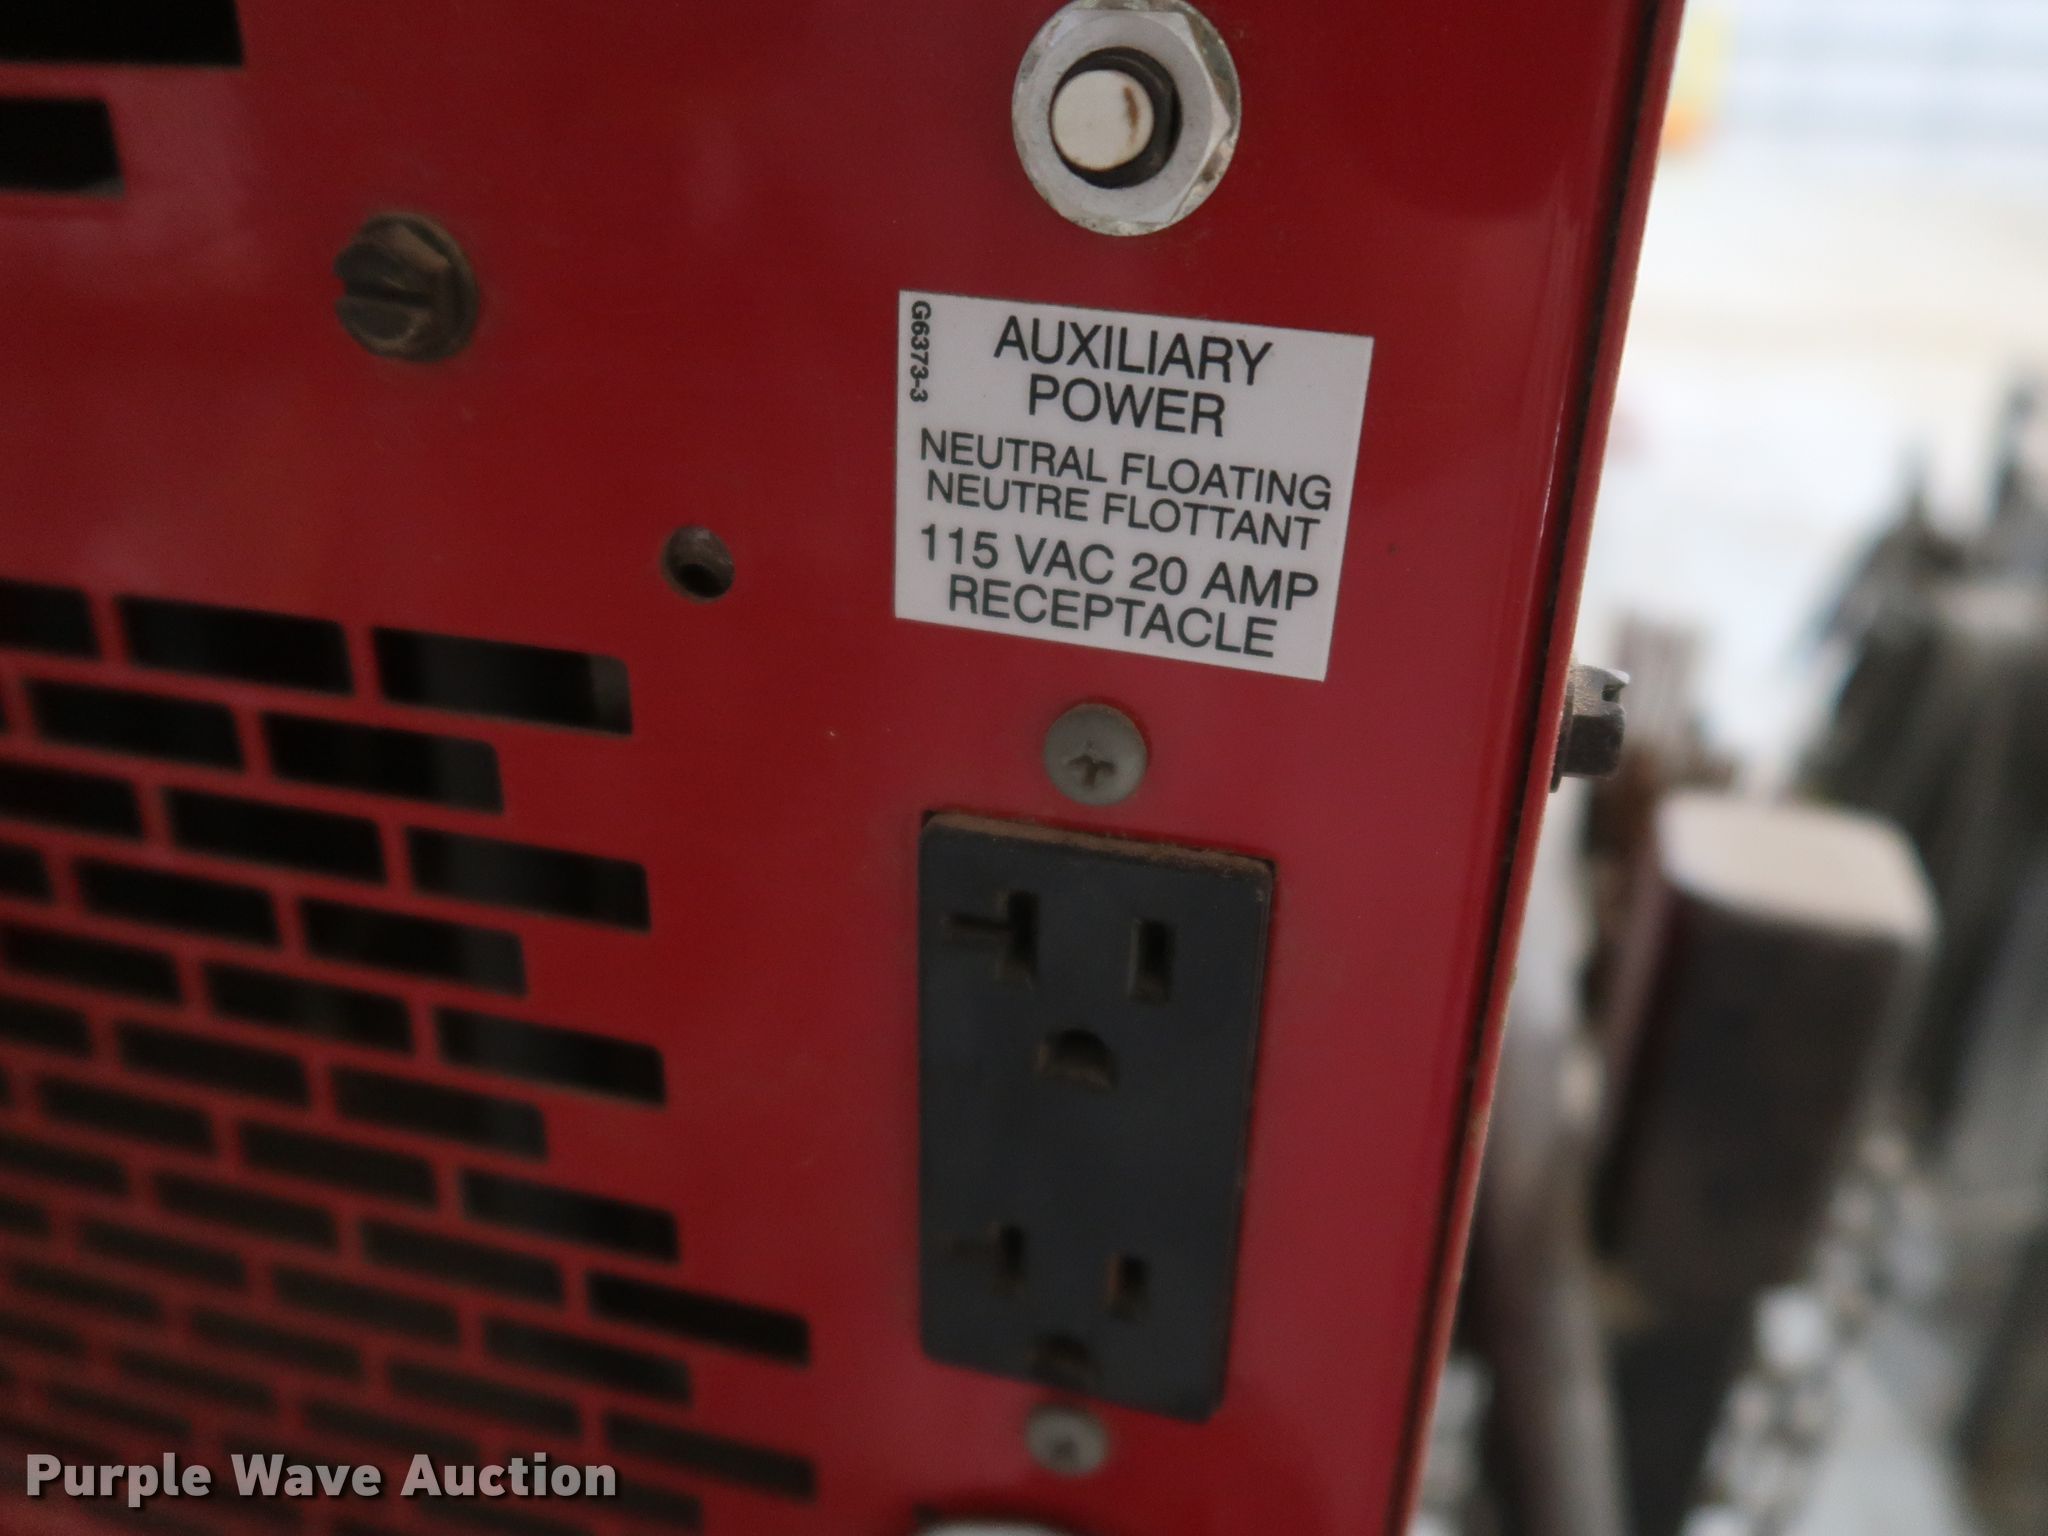 G6373-3
AUXILIARY
POWER
NEUTRAL FLOATING
NEUTRE FLOTTANT
115 VAC 20 AMP
RECEPTACLE
Purple Wave Auction